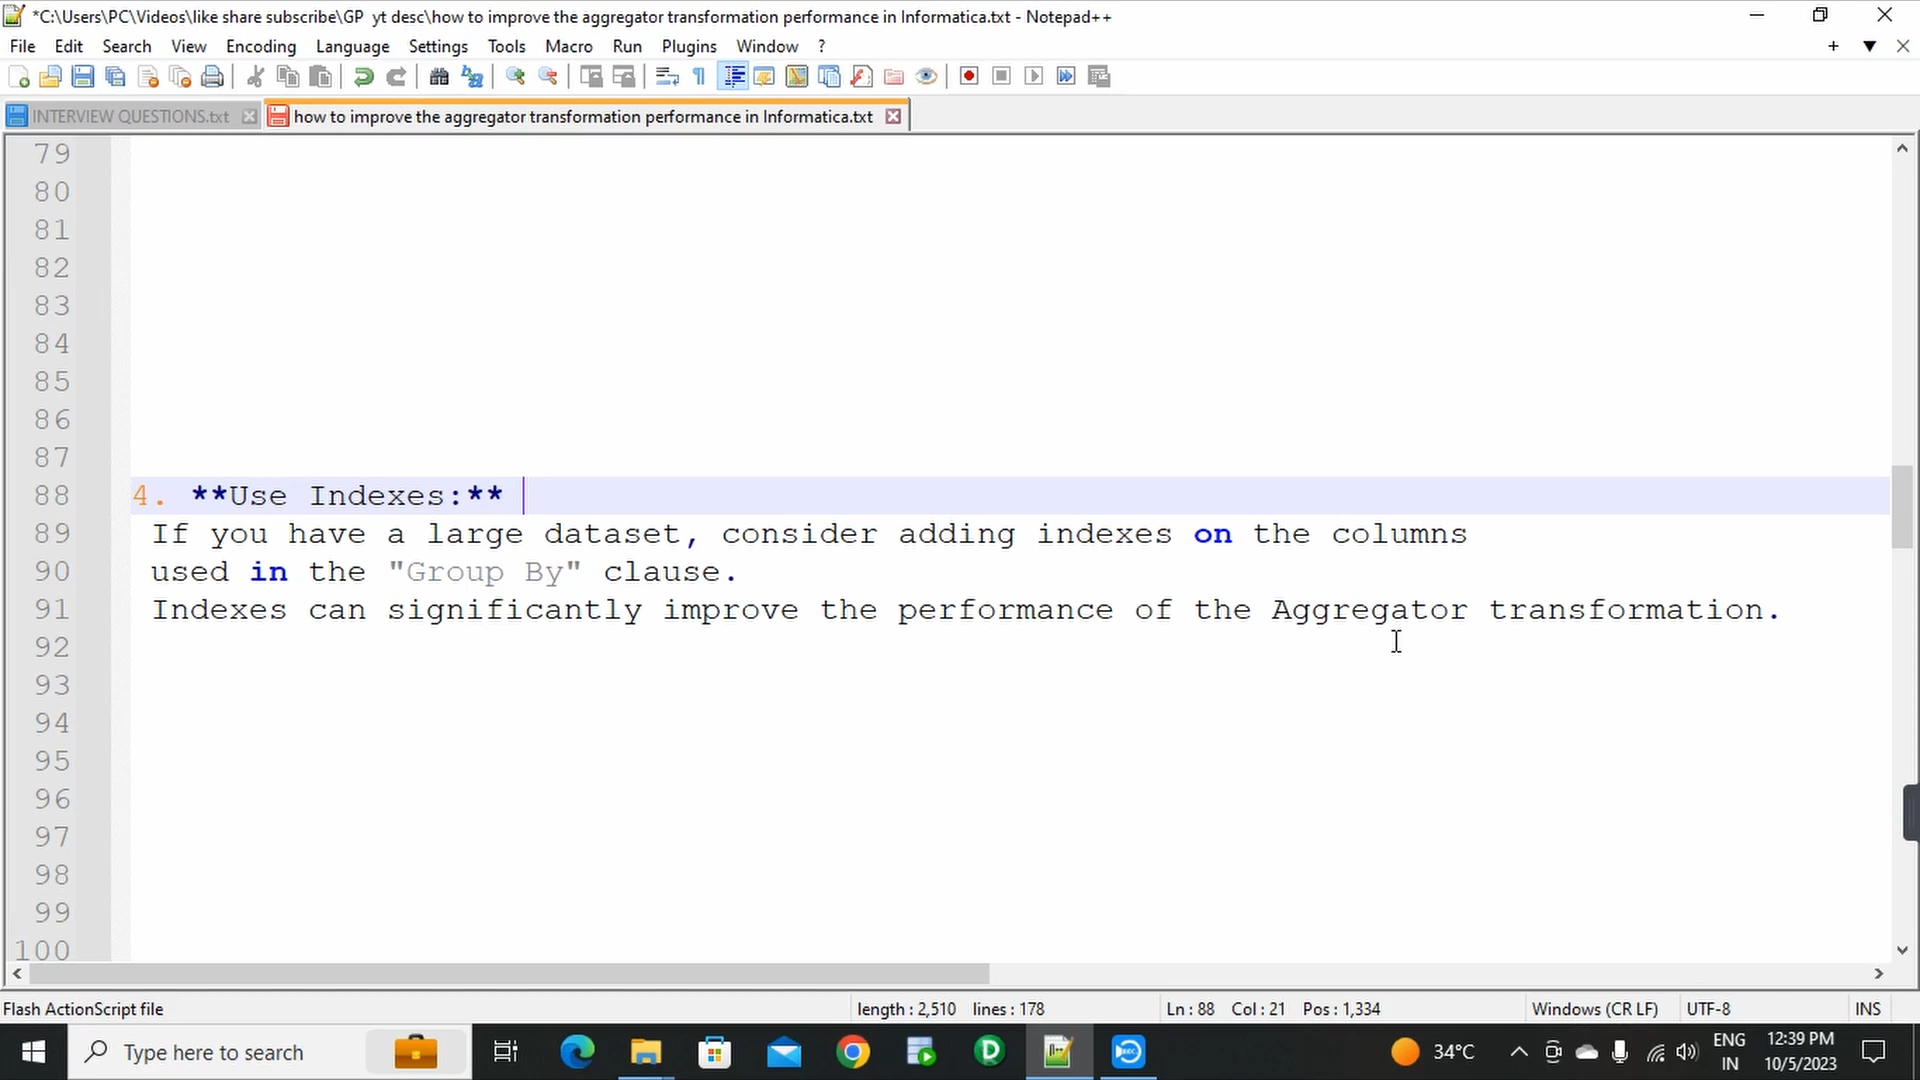 *C:\Users\PC\Videos\like share subscribe\GP  yt desc\how to improve the aggregator transformation performance in Informatica.txt - Notepad++
File Edit Search View Encoding Language Settings Tools Macro Run Plugins Window ?
INTERVIEW QUESTIONS.txt how to improve the aggregator transformation performance in Informatica.txt
79
80
81
82
83
84
85
86
87
88 4. **Use Indexes:**
89 If you have a large dataset, consider adding indexes on the columns
90 used in the "Group By" clause.
91 Indexes can significantly improve the performance of the Aggregator transformation.
92
93
94
95
96
97
98
99
100
Flash ActionScript file length : 2,510 lines : 178 Ln : 88 Col : 21 Pos : 1,334 Windows (CR LF) UTF-8 INS
Type here to search REC 34°C ENG 12:39 PM
IN 10/5/2023